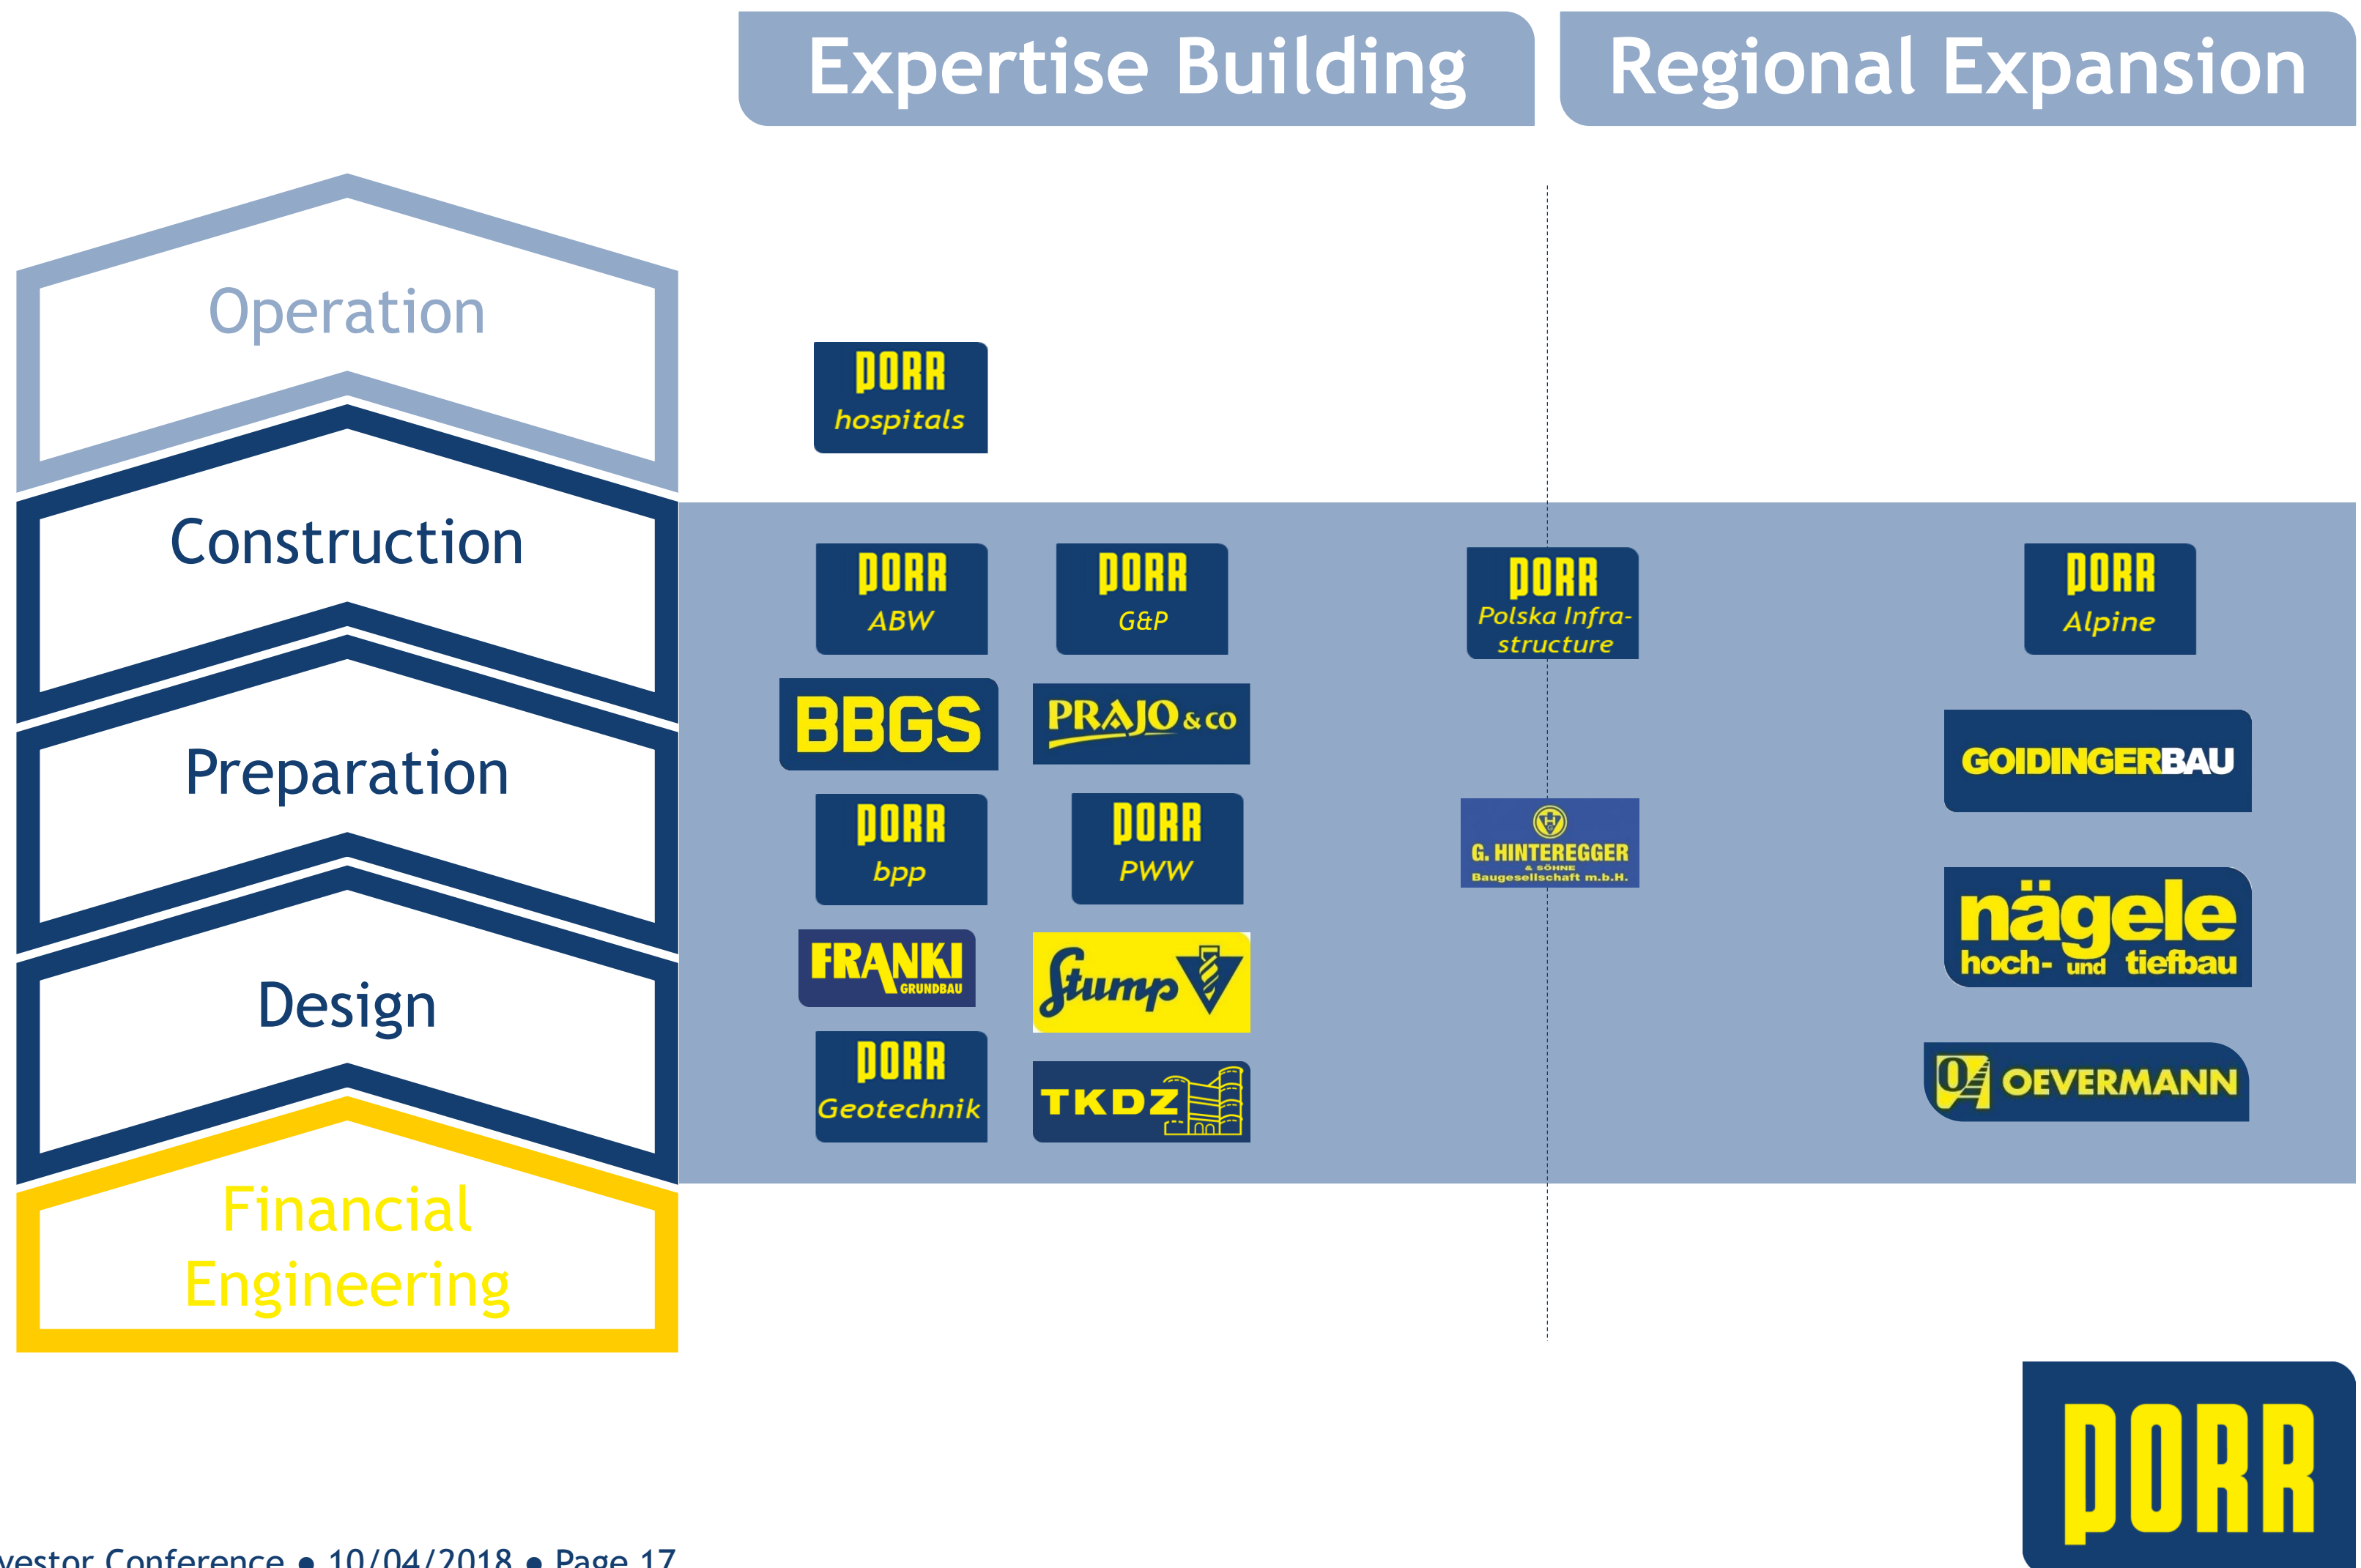 Expertise Building
Regional Expansion
Operation
Construction
Preparation
Design
Financial
Engineering
PORR
hospitals
PORR
ABW
PORR
G&P
BBGS
PRAJO & CO
PORR
bpp
PORR
PWW
FRANKI
GRUNDBAU
Stump
PORR
Geotechnik
TKDZ
PORR
Polska Infra-
structure
H
G. HINTEREGGER
& SÖHNE
Baugesellschaft m.b.H.
PORR
Alpine
GOIDINGERBAU
nägele
hoch- und tiefbau
OEVERMANN
PORR
vestor Conference ● 10/04/2018 ● Page 17